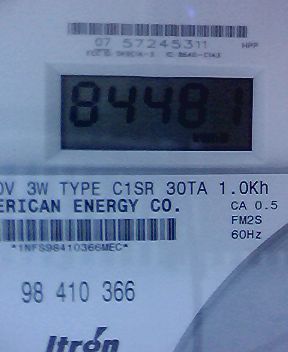 07 57245311 HPP
84481
0V 3W TYPE C1SR 30TA 1.0Kh
ERICAN ENERGY CO. CA 0.5
FM2S
60Hz
*1NFS98410366MEC*
98 410 366
Itron